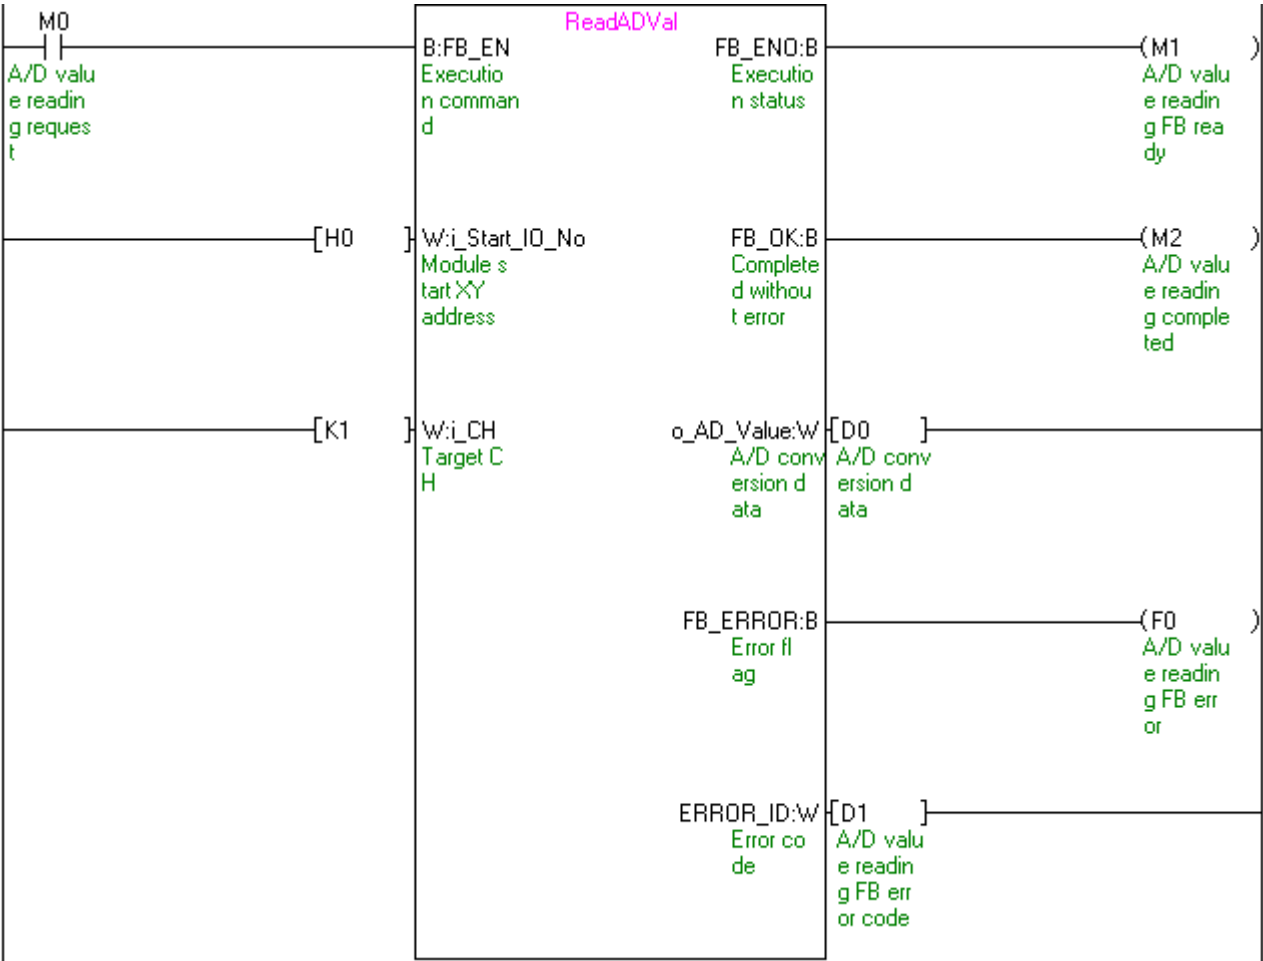 ReadADVal
M0
A/D valu
e readin
g reques
t
B:FB_EN
Executio
n comman
d
FB_ENO:B
Executio
n status
(M1 )
A/D valu
e readin
g FB rea
dy
[H0 ]
W:i_Start_IO_No
Module s
tart XY
address
FB_OK:B
Complete
d withou
t error
(M2 )
A/D valu
e readin
g comple
ted
[K1 ]
W:i_CH
Target C
H
o_AD_Value:W
A/D conv
ersion d
ata
[D0 ]
A/D conv
ersion d
ata
FB_ERROR:B
Error fl
ag
(F0 )
A/D valu
e readin
g FB err
or
ERROR_ID:W
Error co
de
[D1 ]
A/D valu
e readin
g FB err
or code